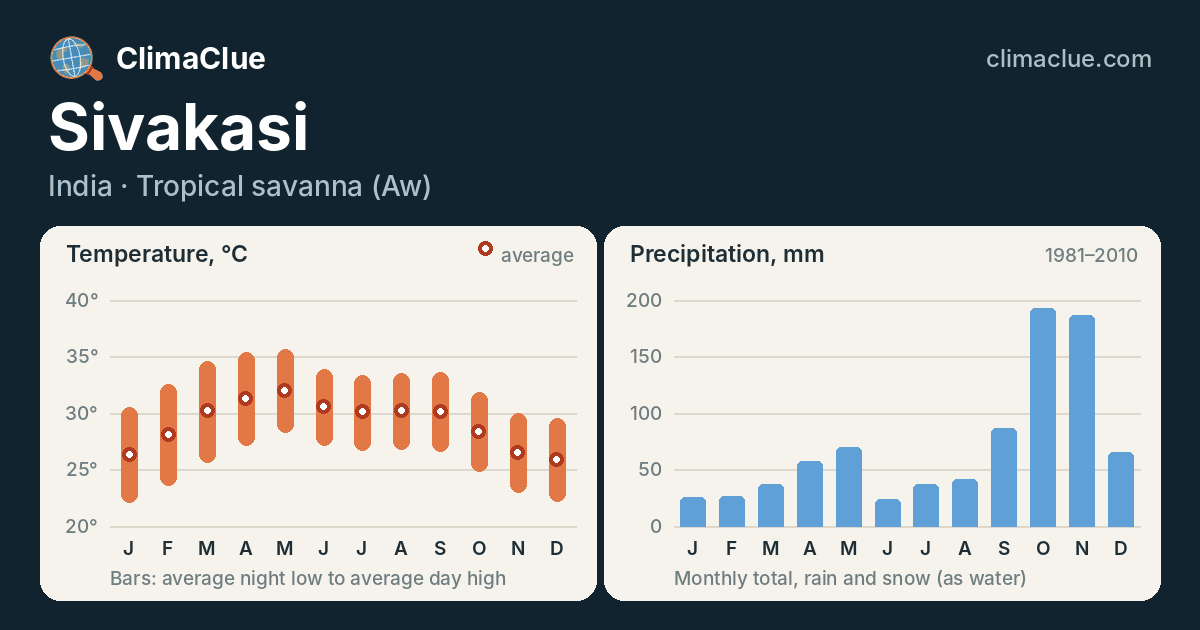 ClimaClue
climaclue.com
Sivakasi
India · Tropical savanna (Aw)
Temperature, °C
average
40°
35°
30°
25°
20°
J F M A M J J A S O N D
Bars: average night low to average day high
Precipitation, mm
1981–2010
200
150
100
50
0
J F M A M J J A S O N D
Monthly total, rain and snow (as water)